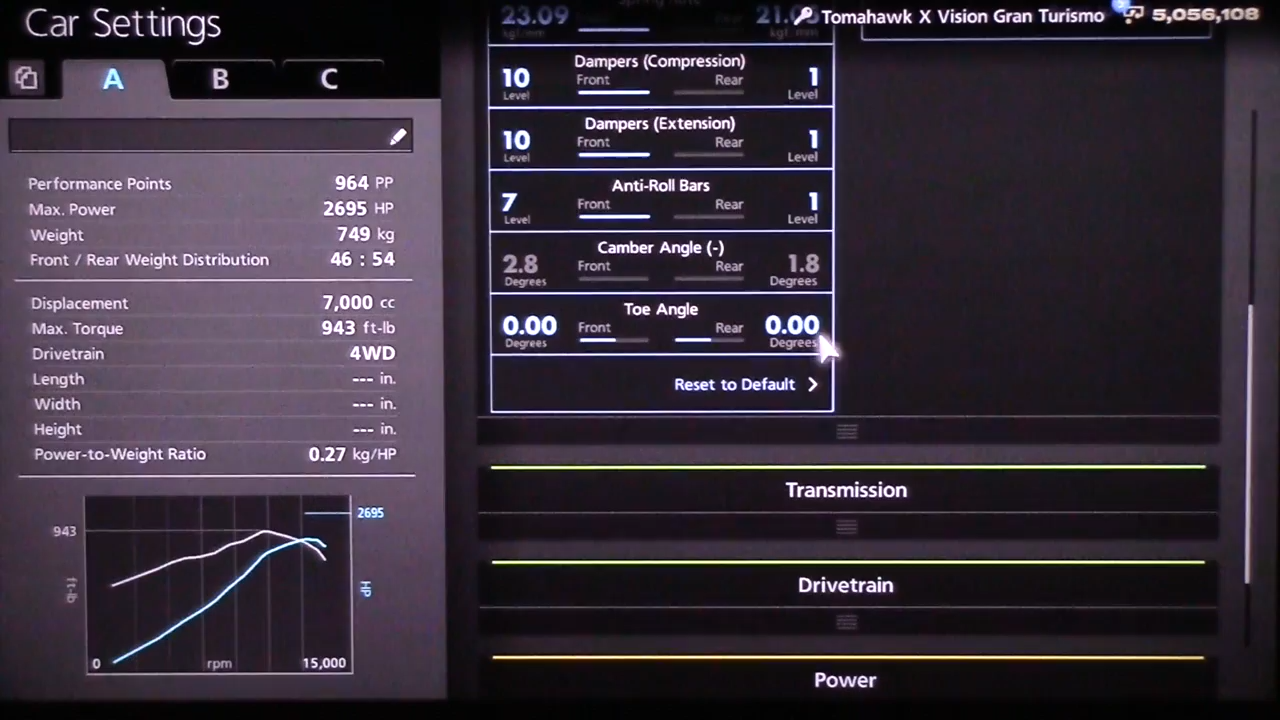 Car Settings
Tomahawk X Vision Gran Turismo
5,056,108
A
B
C
Performance Points 964 PP
Max. Power 2695 HP
Weight 749 kg
Front / Rear Weight Distribution 46 : 54
Displacement 7,000 cc
Max. Torque 943 ft-lb
Drivetrain 4WD
Length --- in.
Width --- in.
Height --- in.
Power-to-Weight Ratio 0.27 kg/HP
943
2695
ft-lb
HP
0
rpm
15,000
23.09
kgf/mm
kgf/mm
Dampers (Compression)
10 Front Rear 1
Level Level
Dampers (Extension)
10 Front Rear 1
Level Level
Anti-Roll Bars
7 Front Rear 1
Level Level
Camber Angle (-)
2.8 Front Rear 1.8
Degrees Degrees
Toe Angle
0.00 Front Rear 0.00
Degrees Degrees
Reset to Default
Transmission
Drivetrain
Power